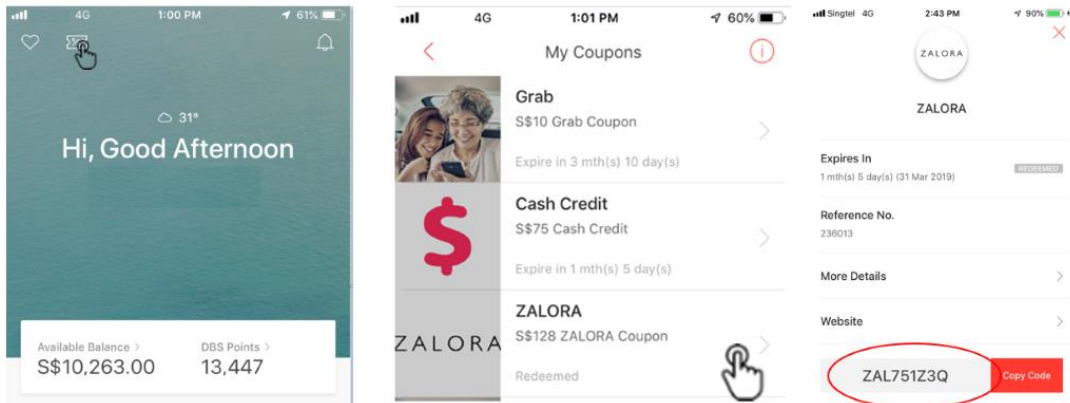 4G 1:00 PM 61%
31°
Hi, Good Afternoon
Available Balance > DBS Points >
S$10,263.00 13,447
4G 1:01 PM 60%
My Coupons
Grab
S$10 Grab Coupon
Expire in 3 mth(s) 10 day(s)
Cash Credit
S$75 Cash Credit
Expire in 1 mth(s) 5 day(s)
ZALORA
ZALORA
S$128 ZALORA Coupon
Redeemed
Singtel 4G 2:43 PM 90%
ZALORA
ZALORA
Expires In
1 mth(s) 5 day(s) (31 Mar 2019) REDEEMED
Reference No.
236013
More Details
Website
ZAL751Z3Q Copy Code